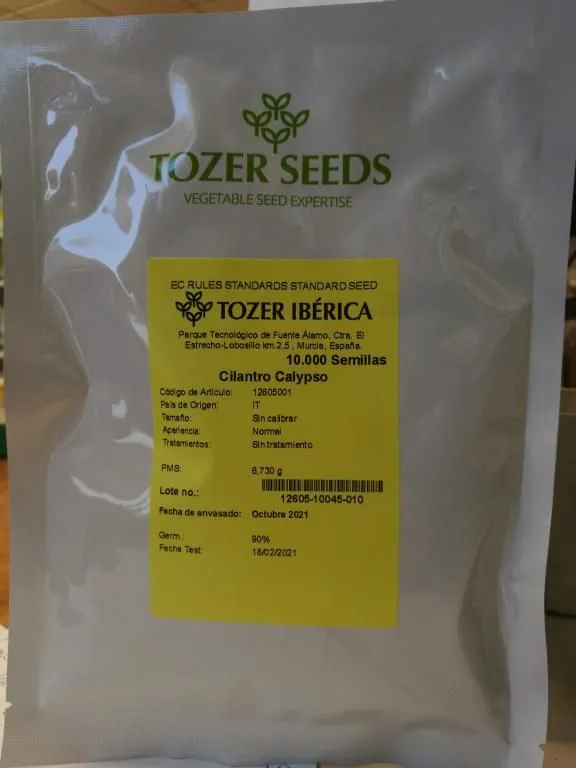 TOZER SEEDS
VEGETABLE SEED EXPERTISE
EC RULES STANDARDS STANDARD SEED
TOZER IBÉRICA
Parque Tecnológico de Fuente Álamo, Ctra. El
Estrecho-Lobosillo km.2,5 , Murcia, España.
10.000 Semillas
Cilantro Calypso
Código de Artículo: 12605001
País de Origen: IT
Tamaño: Sin calibrar
Apariencia: Normal
Tratamientos: Sin tratamiento
PMS: 8,730 g
Lote no.: 12605-10045-010
Fecha de envasado: Octubre 2021
Germ.: 90%
Fecha Test: 18/02/2021